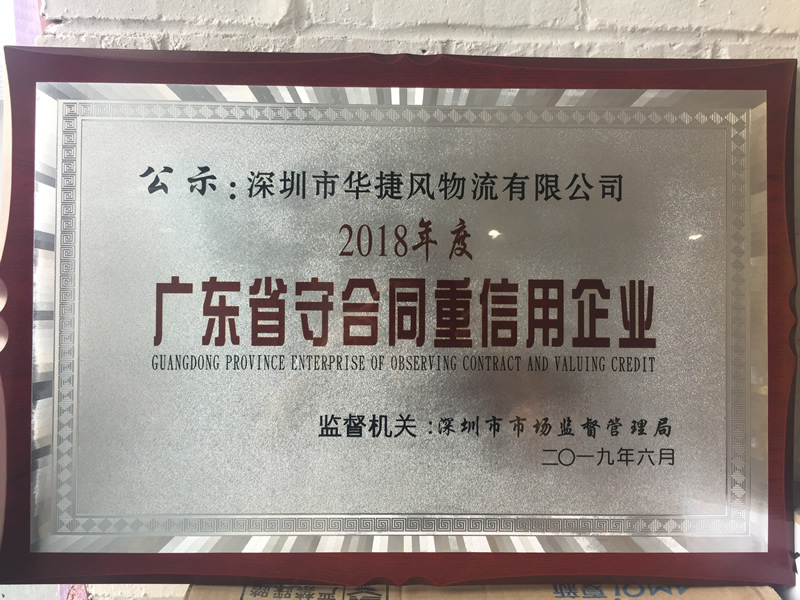 公示：深圳市华捷风物流有限公司
2018年度
广东省守合同重信用企业
GUANGDONG PROVINCE ENTERPRISE OF OBSERVING CONTRACT AND VALUING CREDIT
监督机关：深圳市市场监督管理局
二〇一九年六月